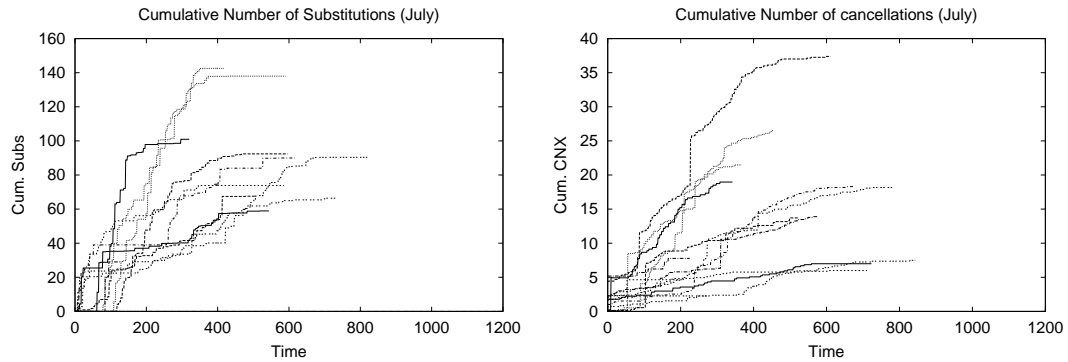 Cumulative Number of Substitutions (July)
160
140
120
100
80
60
40
20
0
Cum. Subs
0 200 400 600 800 1000 1200
Time
Cumulative Number of cancellations (July)
40
35
30
25
20
15
10
5
0
Cum. CNX
0 200 400 600 800 1000 1200
Time